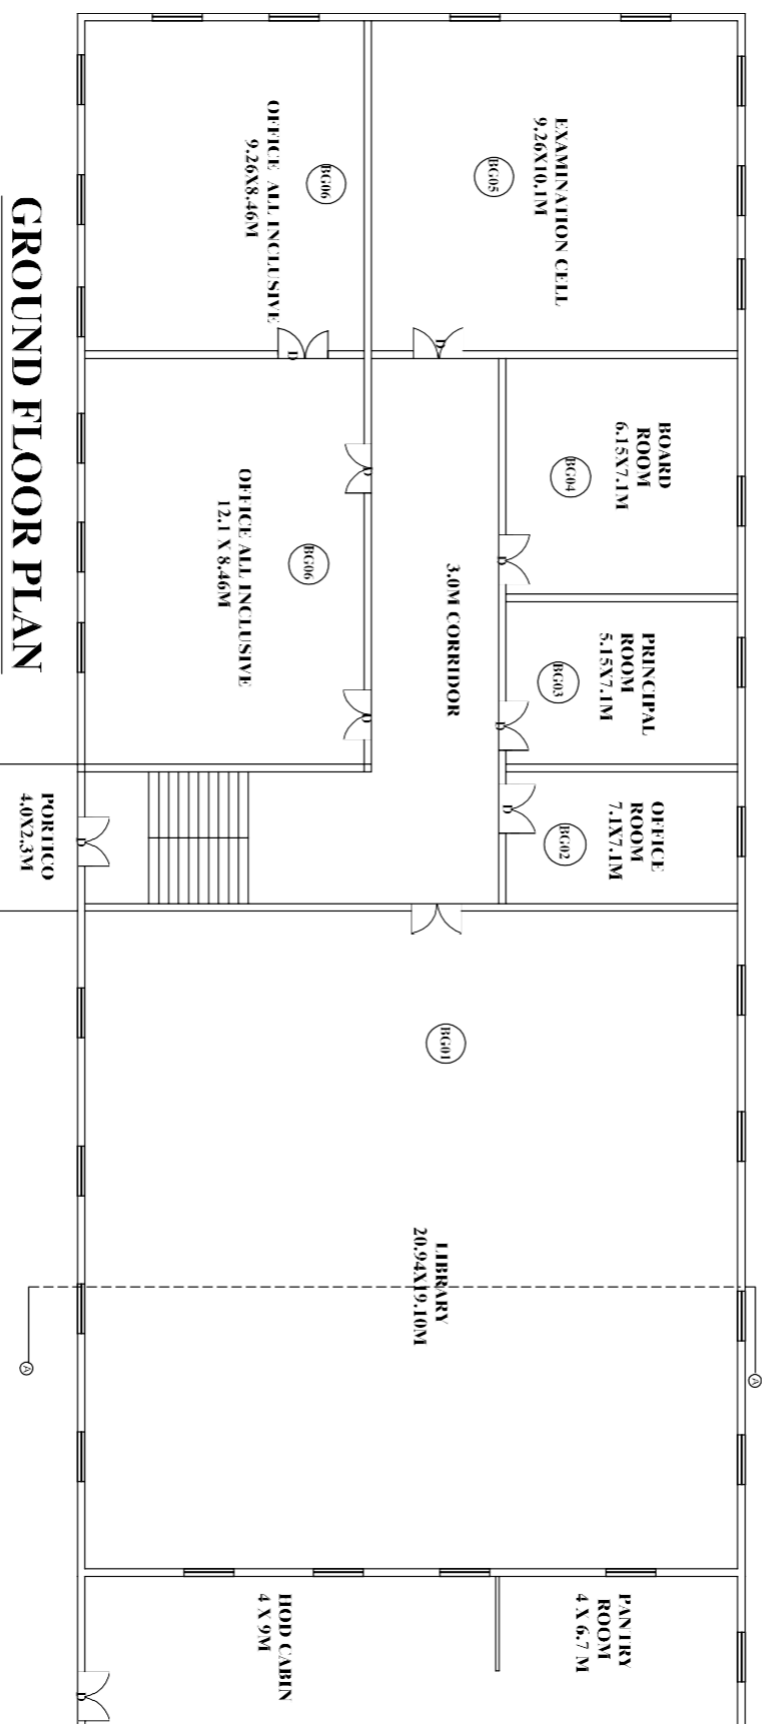 EXAMINATION CELL
9.26X10.1M
BG05
OFFICE ALL INCLUSIVE
9.26X8.46M
BG06
D
D
BOARD
ROOM
6.15X7.1M
BG04
D
PRINCIPAL
ROOM
5.15X7.1M
BG03
D
OFFICE
ROOM
7.1X7.1M
BG02
D
3.0M CORRIDOR
OFFICE ALL INCLUSIVE
12.1 X 8.46M
BG06
D
D
PORTICO
4.0X2.3M
D
BG01
LIBRARY
20.94X19.10M
A
A
PANTRY
ROOM
4 X 6.7 M
HOD CABIN
4 X 9M
D
GROUND FLOOR PLAN